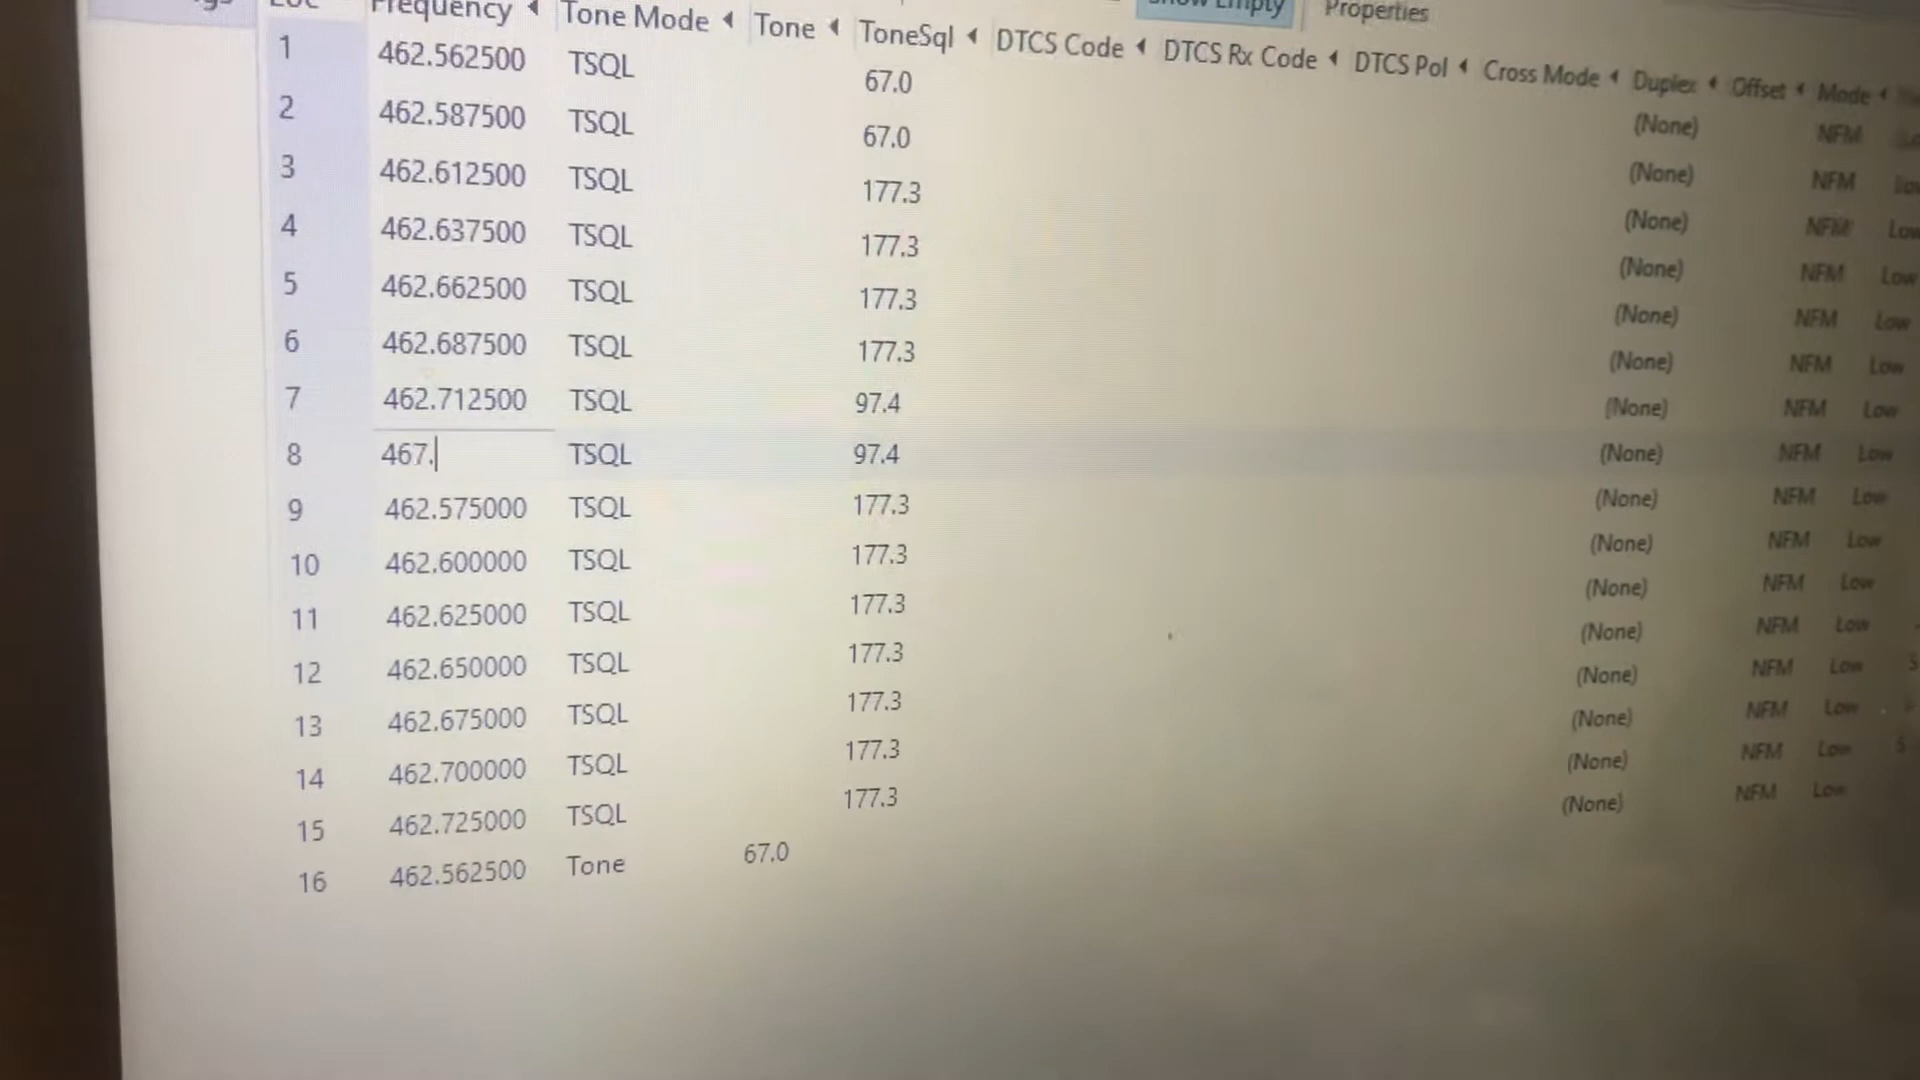 Frequency Tone Mode Tone ToneSql DTCS Code DTCS Rx Code DTCS Pol Cross Mode Duplex Offset Mode
Show Empty Properties
1 462.562500 TSQL 67.0 (None) NFM
2 462.587500 TSQL 67.0 (None) NFM Low
3 462.612500 TSQL 177.3 (None) NFM Low
4 462.637500 TSQL 177.3 (None) NFM Low
5 462.662500 TSQL 177.3 (None) NFM Low
6 462.687500 TSQL 177.3 (None) NFM Low
7 462.712500 TSQL 97.4 (None) NFM Low
8 467. TSQL 97.4 (None) NFM Low
9 462.575000 TSQL 177.3 (None) NFM Low
10 462.600000 TSQL 177.3 (None) NFM Low
11 462.625000 TSQL 177.3 (None) NFM Low
12 462.650000 TSQL 177.3 (None) NFM Low
13 462.675000 TSQL 177.3 (None) NFM Low
14 462.700000 TSQL 177.3 (None) NFM Low
15 462.725000 TSQL 177.3 (None) NFM Low
16 462.562500 Tone 67.0 (None)